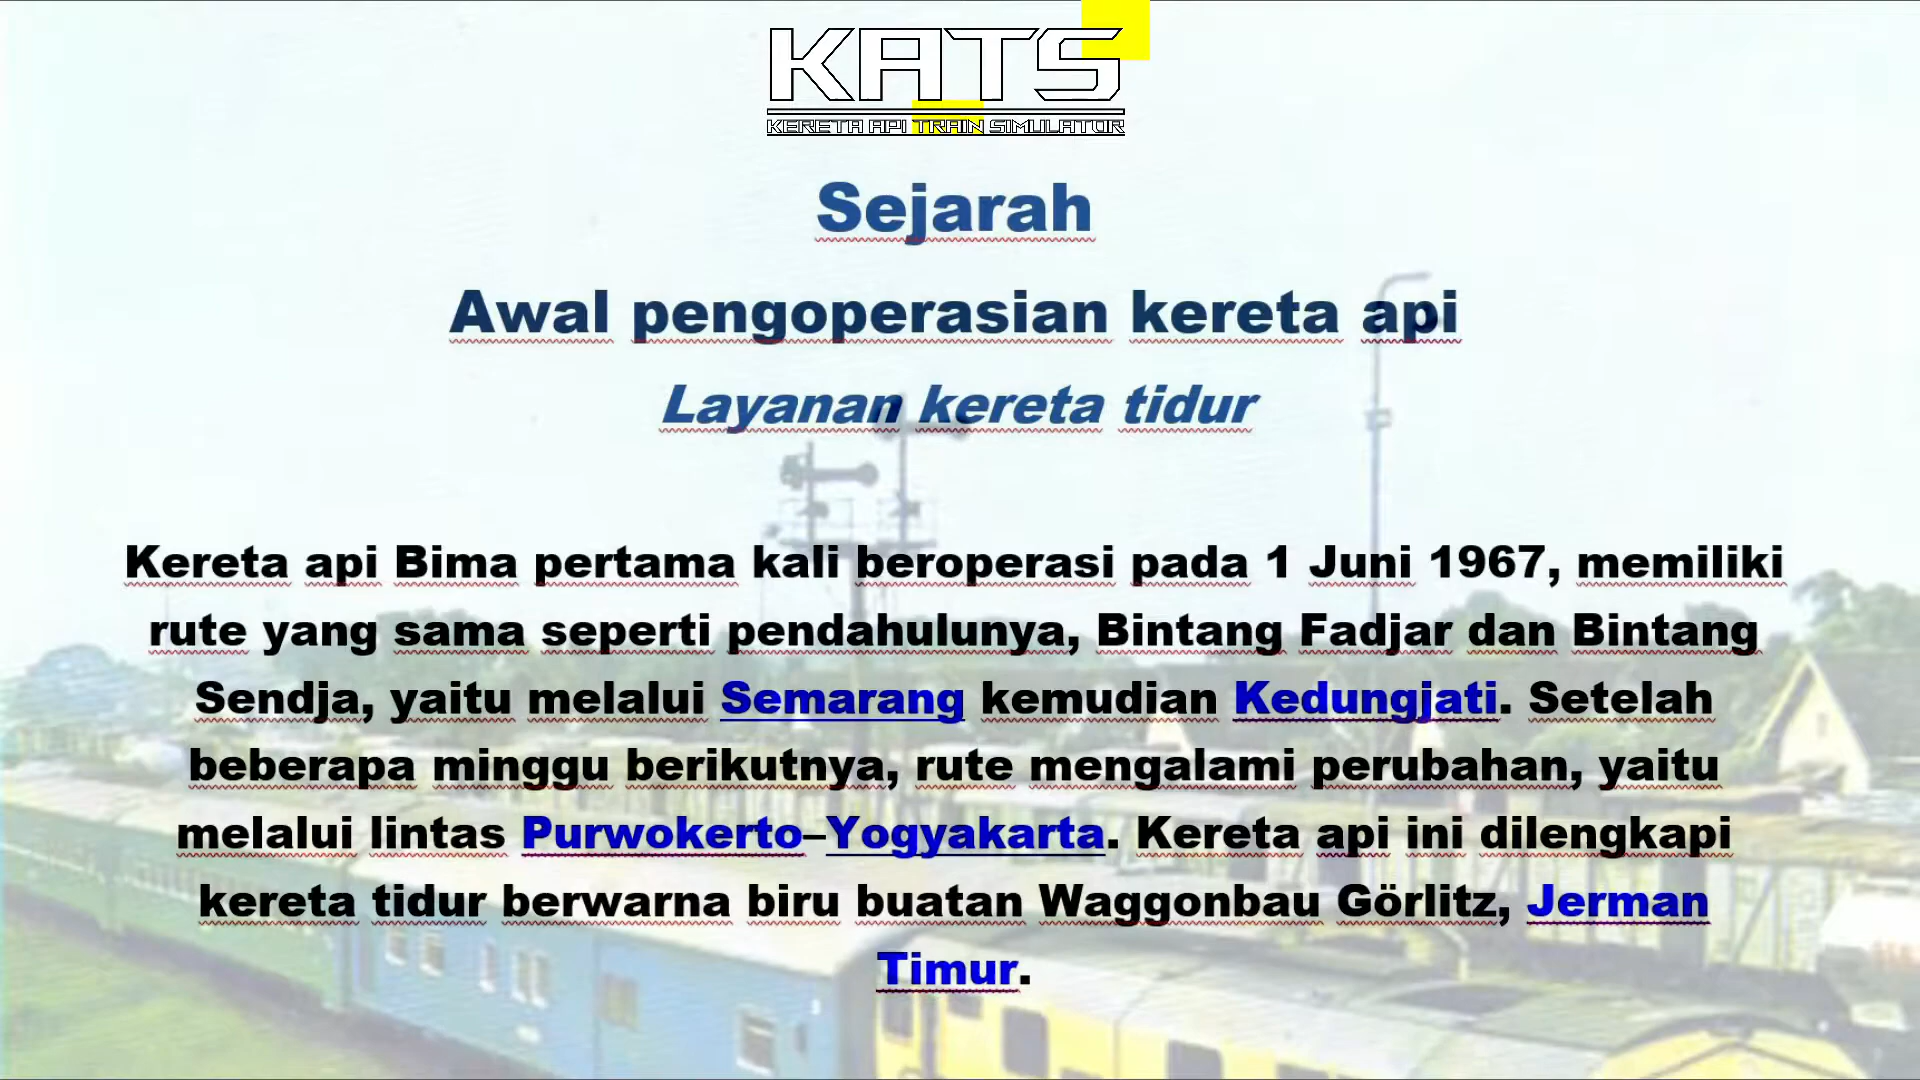 KATS
KERETA API TRAIN SIMULATOR
Sejarah
Awal pengoperasian kereta api
Layanan kereta tidur
Kereta api Bima pertama kali beroperasi pada 1 Juni 1967, memiliki
rute yang sama seperti pendahulunya, Bintang Fadjar dan Bintang
Sendja, yaitu melalui Semarang kemudian Kedungjati. Setelah
beberapa minggu berikutnya, rute mengalami perubahan, yaitu
melalui lintas Purwokerto–Yogyakarta. Kereta api ini dilengkapi
kereta tidur berwarna biru buatan Waggonbau Görlitz, Jerman
Timur.